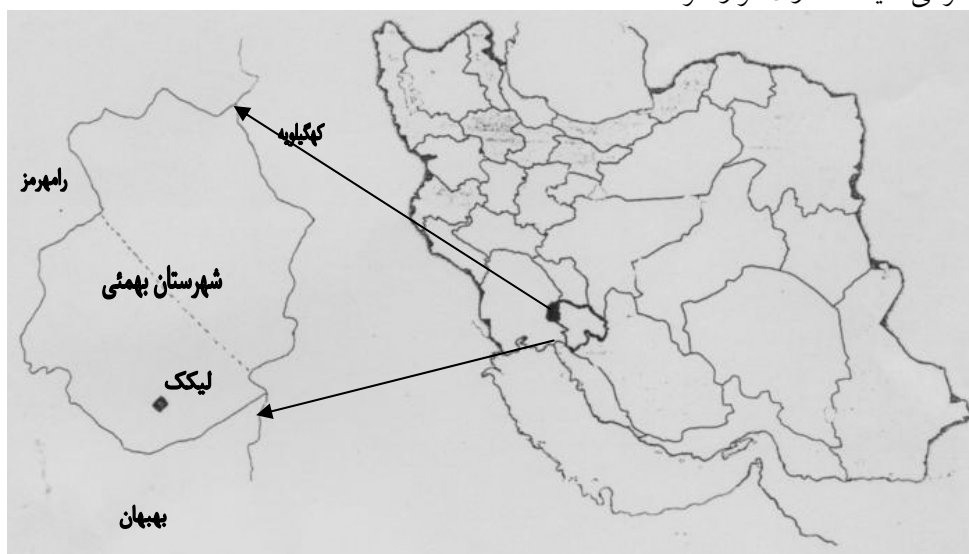 کهگیلویه
رامهرمز
شهرستان بهمئی
لیکک
بهبهان